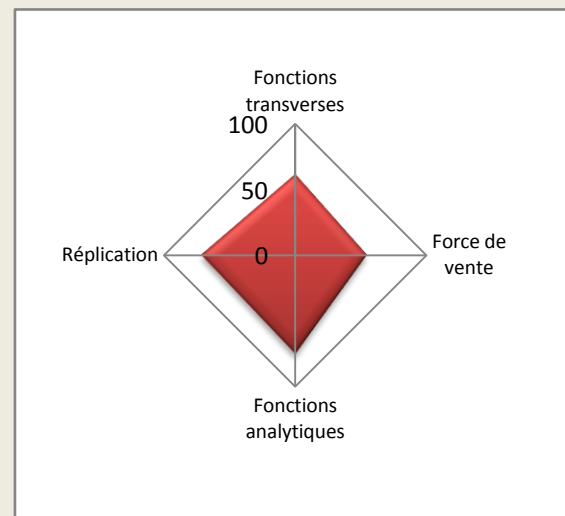 Fonctions
transverses
100
50
0
Réplication
Force de
vente
Fonctions
analytiques